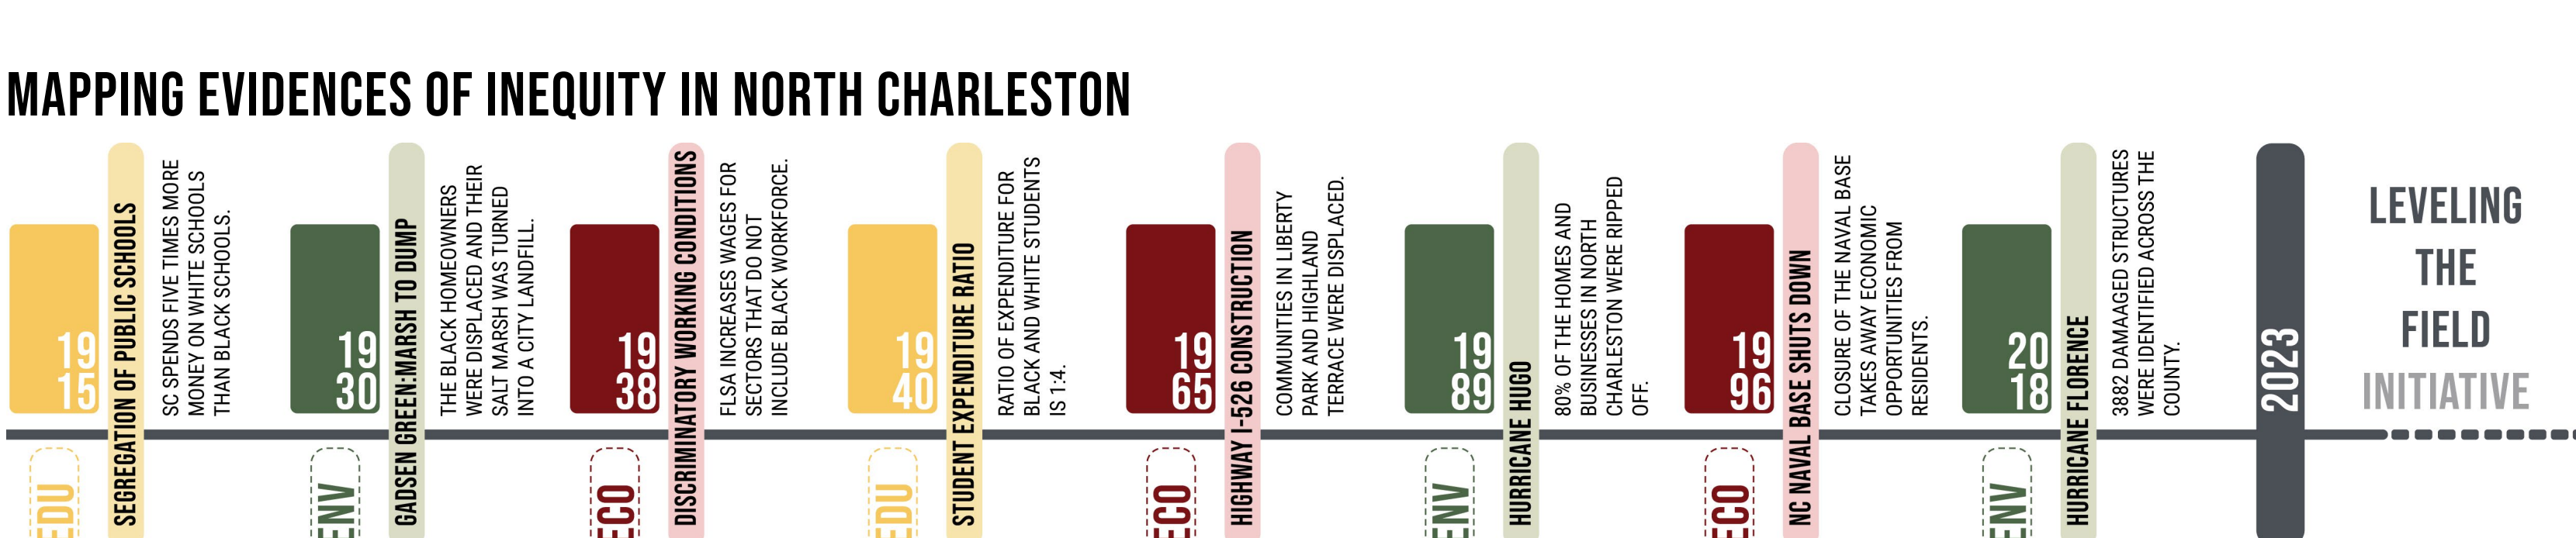 MAPPING EVIDENCES OF INEQUITY IN NORTH CHARLESTON
19
15
EDU
SEGREGATION OF PUBLIC SCHOOLS
SC SPENDS FIVE TIMES MORE
MONEY ON WHITE SCHOOLS
THAN BLACK SCHOOLS.
19
30
ENV
GADSEN GREEN:MARSH TO DUMP
THE BLACK HOMEOWNERS
WERE DISPLACED AND THEIR
SALT MARSH WAS TURNED
INTO A CITY LANDFILL.
19
38
ECO
DISCRIMINATORY WORKING CONDITIONS
FLSA INCREASES WAGES FOR
SECTORS THAT DO NOT
INCLUDE BLACK WORKFORCE.
19
40
EDU
STUDENT EXPENDITURE RATIO
RATIO OF EXPENDITURE FOR
BLACK AND WHITE STUDENTS
IS 1:4.
19
65
ECO
HIGHWAY I-526 CONSTRUCTION
COMMUNITIES IN LIBERTY
PARK AND HIGHLAND
TERRACE WERE DISPLACED.
19
89
ENV
HURRICANE HUGO
80% OF THE HOMES AND
BUSINESSES IN NORTH
CHARLESTON WERE RIPPED
OFF.
19
96
ECO
NC NAVAL BASE SHUTS DOWN
CLOSURE OF THE NAVAL BASE
TAKES AWAY ECONOMIC
OPPORTUNITIES FROM
RESIDENTS.
20
18
ENV
HURRICANE FLORENCE
3882 DAMAAGED STRUCTURES
WERE IDENTIFIED ACROSS THE
COUNTY.
2023
LEVELING
THE
FIELD
INITIATIVE